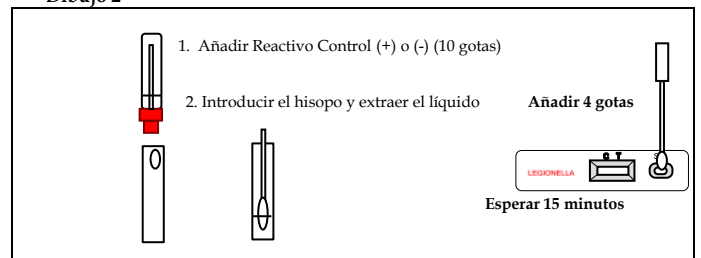 Dibujo 2
1. Añadir Reactivo Control (+) o (-) (10 gotas)
2. Introducir el hisopo y extraer el líquido
Añadir 4 gotas
C T
S
LEGIONELLA
Esperar 15 minutos